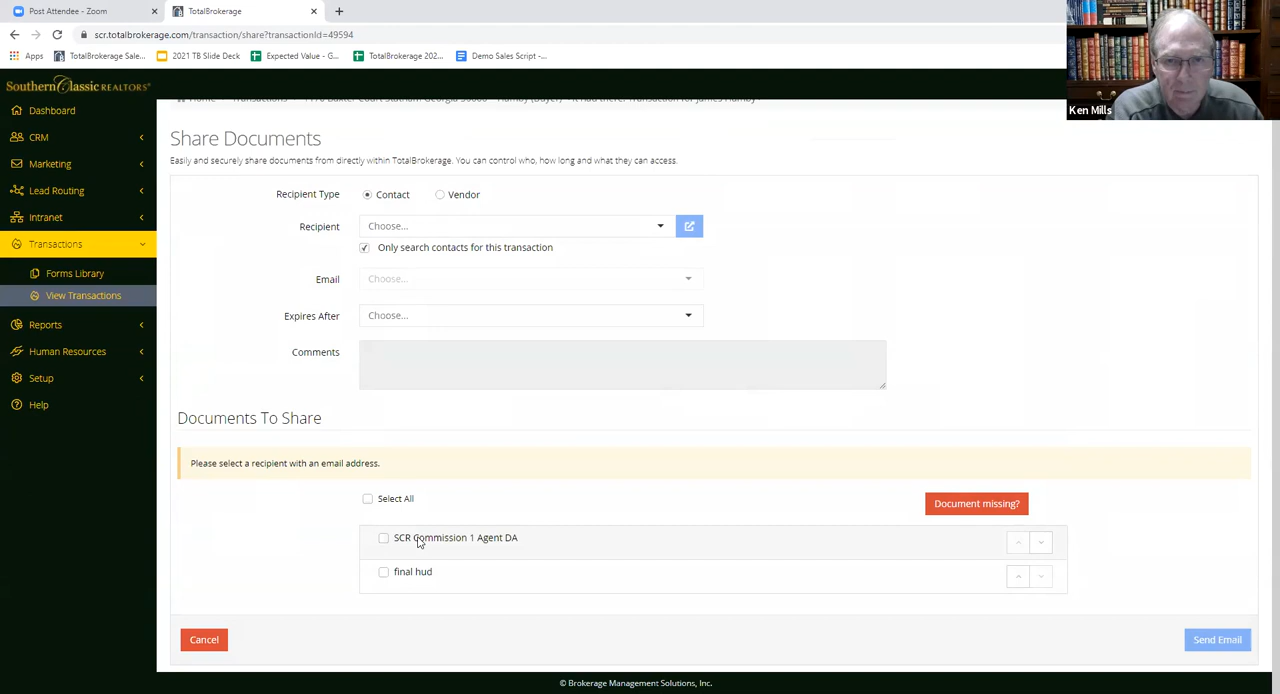 Post Attendee - Zoom
TotalBrokerage
scr.totalbrokerage.com/transaction/share?transactionId=49594
Apps
TotalBrokerage Sale...
2021 TB Slide Deck
Expected Value - G...
TotalBrokerage 202...
Demo Sales Script -...
Southern Classic REALTORS
Ken Mills
Dashboard
CRM
Marketing
Lead Routing
Intranet
Transactions
Forms Library
View Transactions
Reports
Human Resources
Setup
Help
Share Documents
Easily and securely share documents from directly within TotalBrokerage. You can control who, how long and what they can access.
Recipient Type
Contact
Vendor
Recipient
Choose...
Only search contacts for this transaction
Email
Choose...
Expires After
Choose...
Comments
Documents To Share
Please select a recipient with an email address.
Select All
Document missing?
SCR Commission 1 Agent DA
final hud
Cancel
Send Email
© Brokerage Management Solutions, Inc.